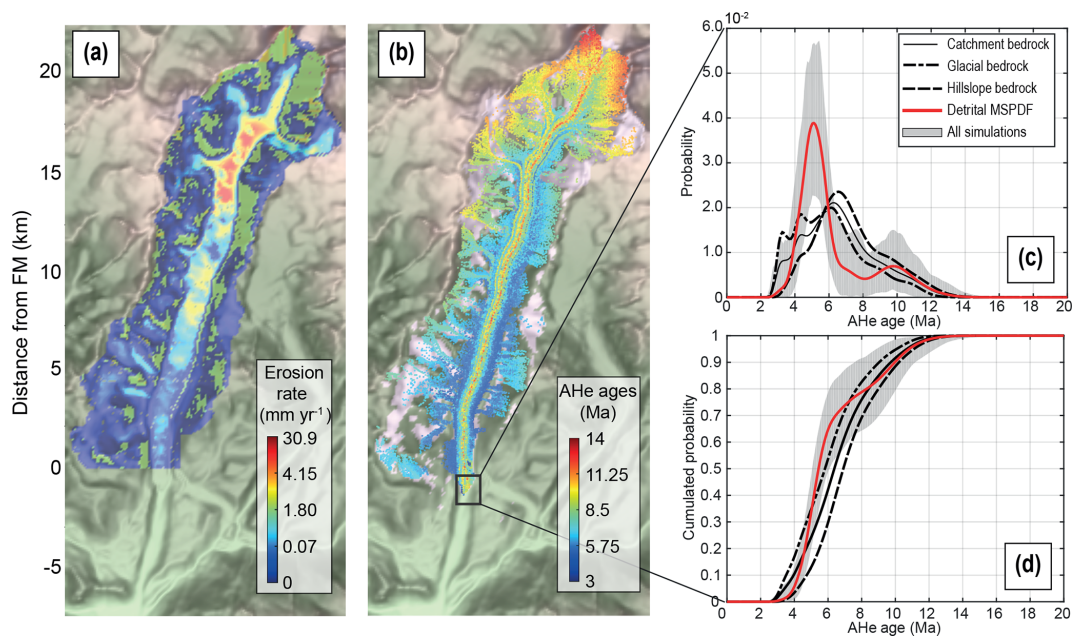 (a)
20
15
10
5
0
-5
Distance from FM (km)
Erosion
rate
(mm yr⁻¹)
30.9
4.15
1.80
0.07
0
(b)
AHe ages
(Ma)
14
11.25
8.5
5.75
3
6.0 ×10⁻²
5.0
4.0
3.0
2.0
1.0
0
Probability
Catchment bedrock
Glacial bedrock
Hillslope bedrock
Detrital MSPDF
All simulations
(c)
0 2 4 6 8 10 12 14 16 18 20
AHe age (Ma)
1
0.9
0.8
0.7
0.6
0.5
0.4
0.3
0.2
0.1
0
Cumulated probability
(d)
0 2 4 6 8 10 12 14 16 18 20
AHe age (Ma)